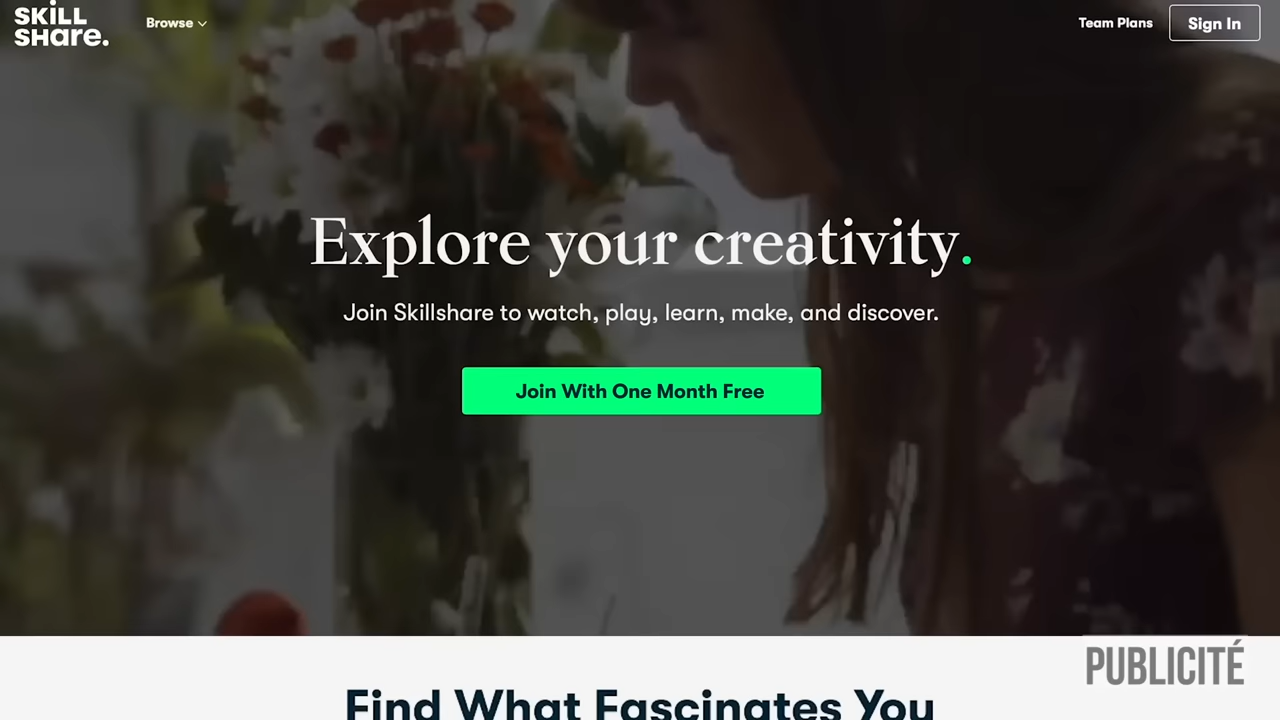 SKILL
SHare.
Browse
Team Plans
Sign In
Explore your creativity.
Join Skillshare to watch, play, learn, make, and discover.
Join With One Month Free
PUBLICITÉ
Find What Fascinates You